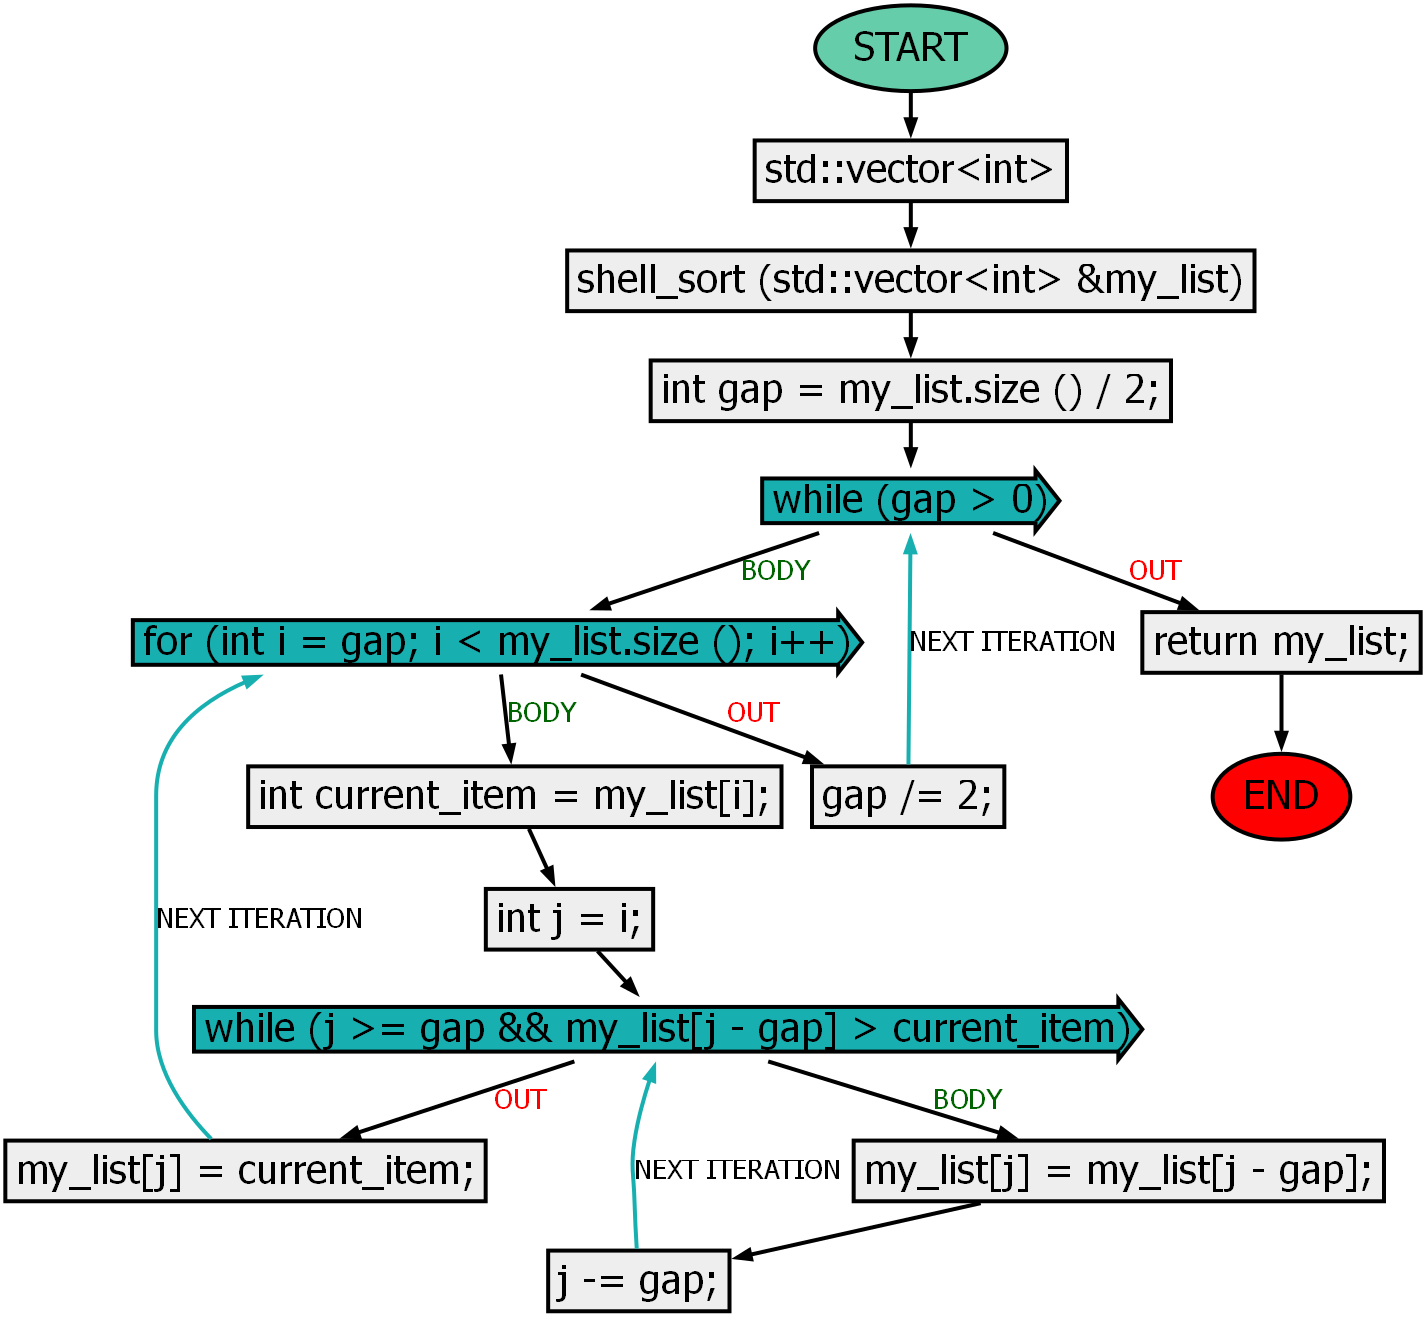 START
std::vector<int>
shell_sort (std::vector<int> &my_list)
int gap = my_list.size () / 2;
while (gap > 0)
BODY
OUT
for (int i = gap; i < my_list.size (); i++)
NEXT ITERATION
return my_list;
BODY
OUT
int current_item = my_list[i];
gap /= 2;
END
NEXT ITERATION
int j = i;
while (j >= gap && my_list[j - gap] > current_item)
OUT
BODY
my_list[j] = current_item;
NEXT ITERATION
my_list[j] = my_list[j - gap];
j -= gap;